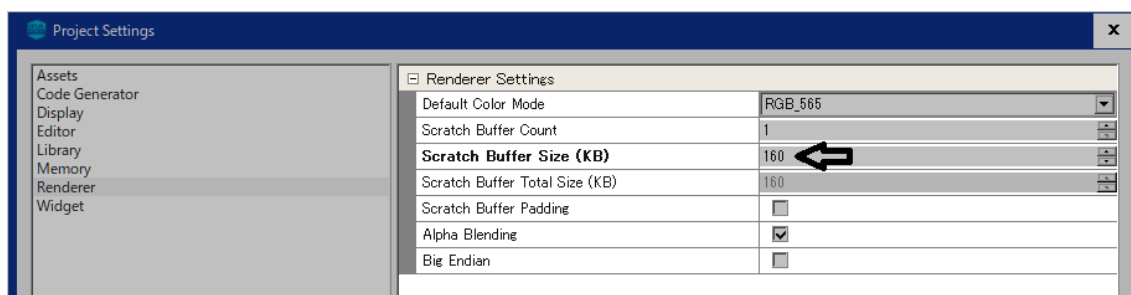 Project Settings
x
Assets
Code Generator
Display
Editor
Library
Memory
Renderer
Widget
Renderer Settings
Default Color Mode RGB_565
Scratch Buffer Count 1
Scratch Buffer Size (KB) 160
Scratch Buffer Total Size (KB) 160
Scratch Buffer Padding
Alpha Blending
Big Endian